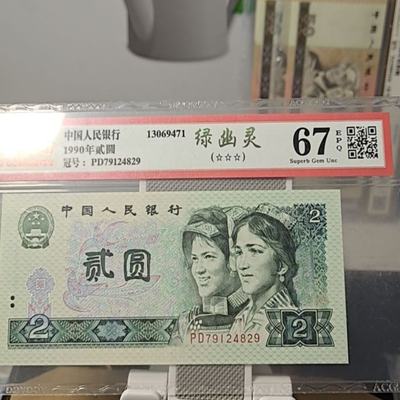 中国人民银行
1990年贰圆
冠号: PD79124829
13069471
绿幽灵
(☆☆☆)
67 EPQ
Superb Gem Unc
中国人民银行
2
贰圆
2
2
PD79124829